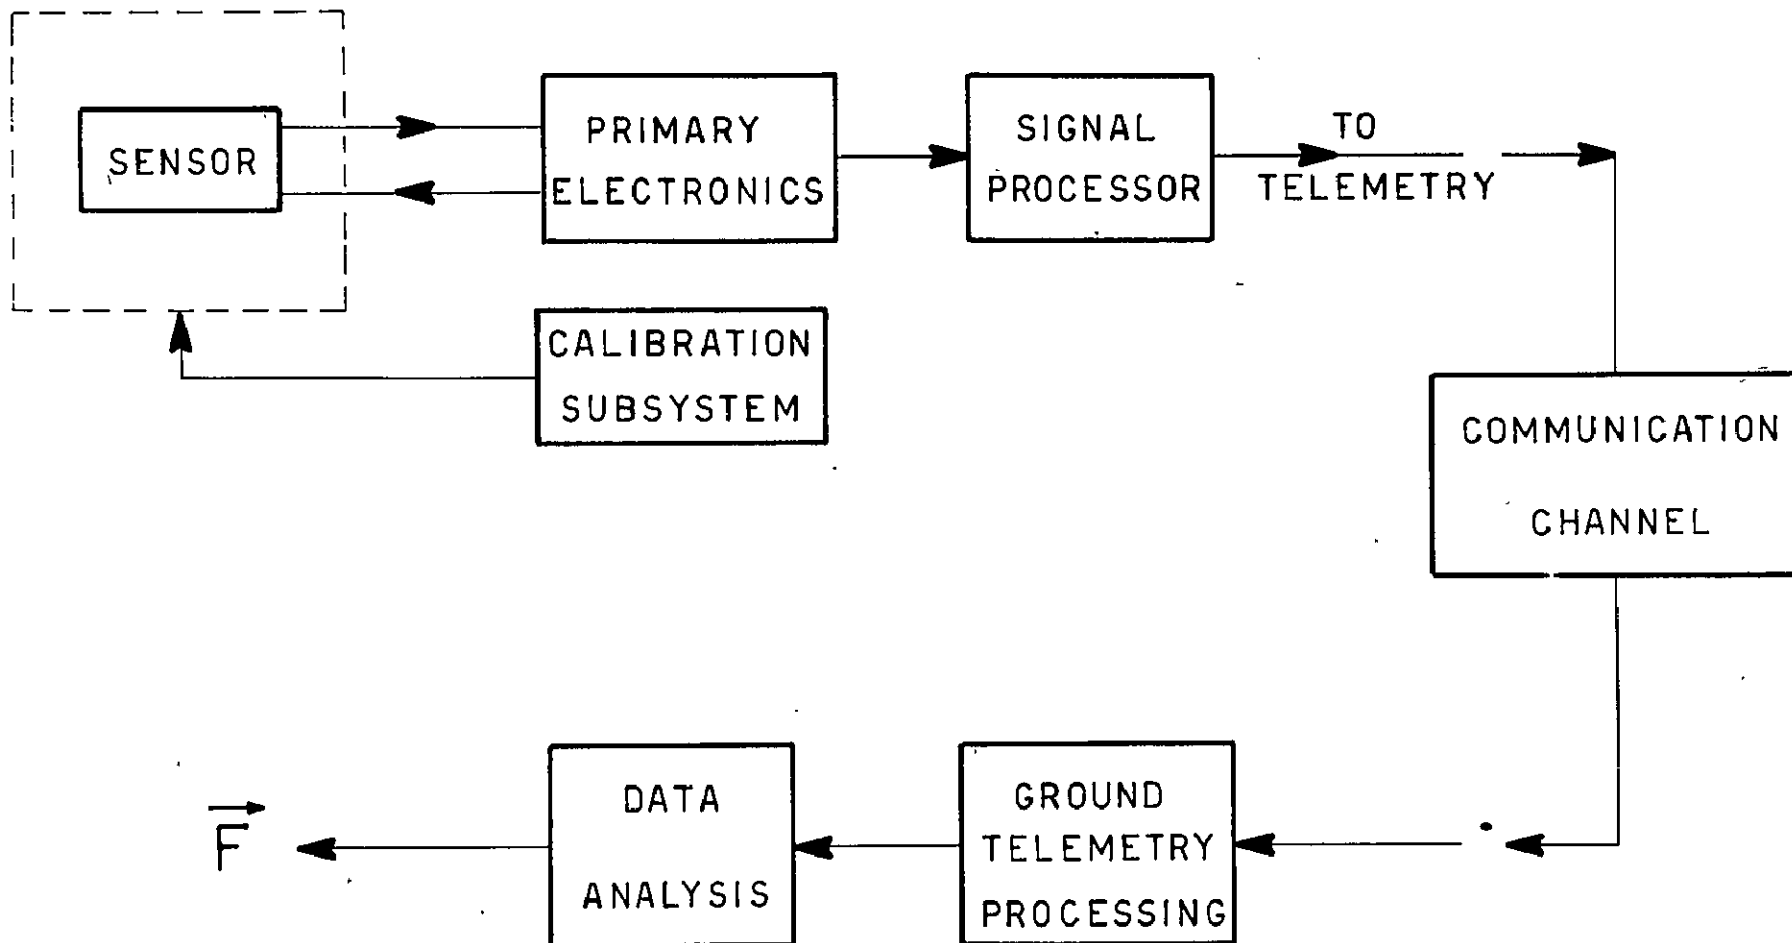 SENSOR
PRIMARY
ELECTRONICS
SIGNAL
PROCESSOR
TO
TELEMETRY
CALIBRATION
SUBSYSTEM
COMMUNICATION
CHANNEL
GROUND
TELEMETRY
PROCESSING
DATA
ANALYSIS
F